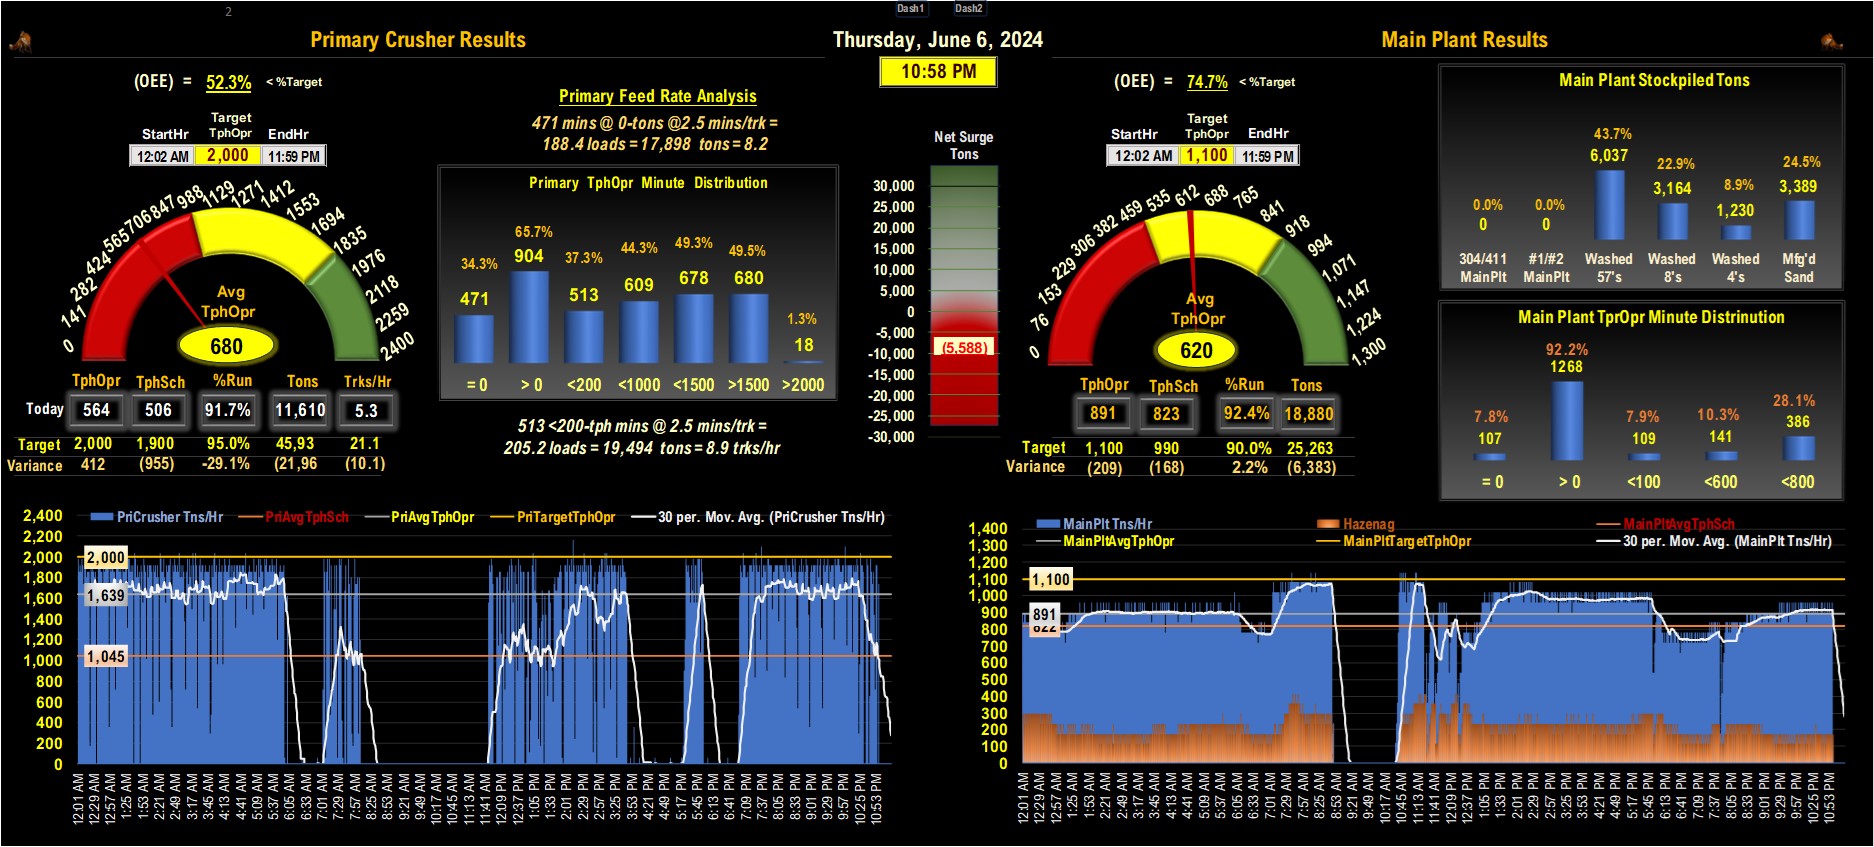 2
Dash1 Dash2
Primary Crusher Results
Thursday, June 6, 2024
Main Plant Results
10:58 PM
(OEE) = 52.3% < %Target
Target
StartHr TphOpr EndHr
12:02 AM 2,000 11:59 PM
0 141 282 424 565 706 847 988 1129 1271 1412 1553 1694 1835 1976 2118 2259 2400
Avg
TphOpr
680
TphOpr TphSch %Run Tons Trks/Hr
Today 564 506 91.7% 11,610 5.3
Target 2,000 1,900 95.0% 45,93 21.1
Variance 412 (955) -29.1% (21,96 (10.1)
Primary Feed Rate Analysis
471 mins @ 0-tons @2.5 mins/trk =
188.4 loads = 17,898 tons = 8.2
Primary TphOpr Minute Distribution
34.3% 65.7% 37.3% 44.3% 49.3% 49.5% 1.3%
471 904 513 609 678 680 18
= 0 > 0 <200 <1000 <1500 >1500 >2000
513 <200-tph mins @ 2.5 mins/trk =
205.2 loads = 19,494 tons = 8.9 trks/hr
Net Surge
Tons
30,000
25,000
20,000
15,000
10,000
5,000
0
-5,000
(5,588)
-10,000
-15,000
-20,000
-25,000
-30,000
(OEE) = 74.7% < %Target
Target
StartHr TphOpr EndHr
12:02 AM 1,100 11:59 PM
0 76 153 229 306 382 459 535 612 688 765 841 918 994 1,071 1,147 1,224 1,300
Avg
TphOpr
620
TphOpr TphSch %Run Tons
891 823 92.4% 18,880
Target 1,100 990 90.0% 25,263
Variance (209) (168) 2.2% (6,383)
Main Plant Stockpiled Tons
0.0% 0.0% 43.7% 22.9% 8.9% 24.5%
0 0 6,037 3,164 1,230 3,389
304/411 #1/#2 Washed Washed Washed Mfg'd
MainPlt MainPlt 57's 8's 4's Sand
Main Plant TprOpr Minute Distrinution
7.8% 92.2% 7.9% 10.3% 28.1%
107 1268 109 141 386
= 0 > 0 <100 <600 <800
PriCrusher Tns/Hr PriAvgTphSch PriAvgTphOpr PriTargetTphOpr 30 per. Mov. Avg. (PriCrusher Tns/Hr)
2,400
2,200
2,000
1,800
1,600
1,400
1,200
1,000
800
600
400
200
0
2,000
1,639
1,045
12:01 AM 12:29 AM 12:57 AM 1:25 AM 1:53 AM 2:21 AM 2:49 AM 3:17 AM 3:45 AM 4:13 AM 4:41 AM 5:09 AM 5:37 AM 6:05 AM 6:33 AM 7:01 AM 7:29 AM 7:57 AM 8:25 AM 8:53 AM 9:21 AM 9:49 AM 10:17 AM 10:45 AM 11:13 AM 11:41 AM 12:09 PM 12:37 PM 1:05 PM 1:33 PM 2:01 PM 2:29 PM 2:57 PM 3:25 PM 3:53 PM 4:21 PM 4:49 PM 5:17 PM 5:45 PM 6:13 PM 6:41 PM 7:09 PM 7:37 PM 8:05 PM 8:33 PM 9:01 PM 9:29 PM 9:57 PM 10:25 PM 10:53 PM
MainPlt Tns/Hr Hazenag MainPltAvgTphSch
MainPltAvgTphOpr MainPltTargetTphOpr 30 per. Mov. Avg. (MainPlt Tns/Hr)
1,400
1,300
1,200
1,100
1,000
900
800
700
600
500
400
300
200
100
0
1,100
891
822
12:01 AM 12:29 AM 12:57 AM 1:25 AM 1:53 AM 2:21 AM 2:49 AM 3:17 AM 3:45 AM 4:13 AM 4:41 AM 5:09 AM 5:37 AM 6:05 AM 6:33 AM 7:01 AM 7:29 AM 7:57 AM 8:25 AM 8:53 AM 9:21 AM 9:49 AM 10:17 AM 10:45 AM 11:13 AM 11:41 AM 12:09 PM 12:37 PM 1:05 PM 1:33 PM 2:01 PM 2:29 PM 2:57 PM 3:25 PM 3:53 PM 4:21 PM 4:49 PM 5:17 PM 5:45 PM 6:13 PM 6:41 PM 7:09 PM 7:37 PM 8:05 PM 8:33 PM 9:01 PM 9:29 PM 9:57 PM 10:25 PM 10:53 PM